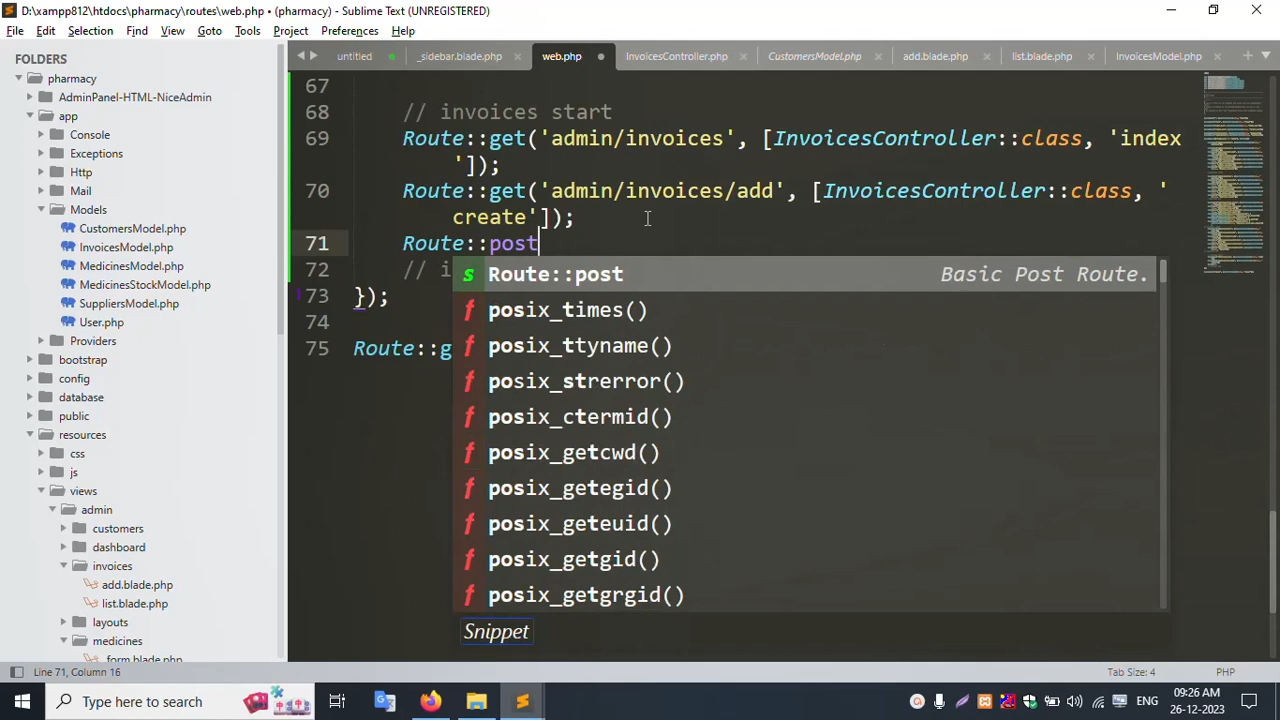 D:\xampp812\htdocs\pharmacy\routes\web.php • (pharmacy) - Sublime Text (UNREGISTERED)
File Edit Selection Find View Goto Tools Project Preferences Help
FOLDERS
pharmacy
AdminPanel-HTML-NiceAdmin
app
Console
Exceptions
Http
Mail
Models
CustomersModel.php
InvoicesModel.php
MedicinesModel.php
MedicinesStockModel.php
SuppliersModel.php
User.php
Providers
bootstrap
config
database
public
resources
css
js
views
admin
customers
dashboard
invoices
add.blade.php
list.blade.php
layouts
medicines
form.blade.php
untitled _sidebar.blade.php web.php InvoicesController.php CustomersModel.php add.blade.php list.blade.php InvoicesModel.php
67
68 // invoices start
69 Route::get('admin/invoices', [InvoicesController::class, 'index
']);
70 Route::get('admin/invoices/add', [InvoicesController::class, '
create']);
71 Route::post
72 // i
73 });
74
75 Route::g
s Route::post Basic Post Route.
f posix_times()
f posix_ttyname()
f posix_strerror()
f posix_ctermid()
f posix_getcwd()
f posix_getegid()
f posix_geteuid()
f posix_getgid()
f posix_getgrgid()
Snippet
Line 71, Column 16 Tab Size: 4 PHP
Type here to search
ENG
09:26 AM
26-12-2023